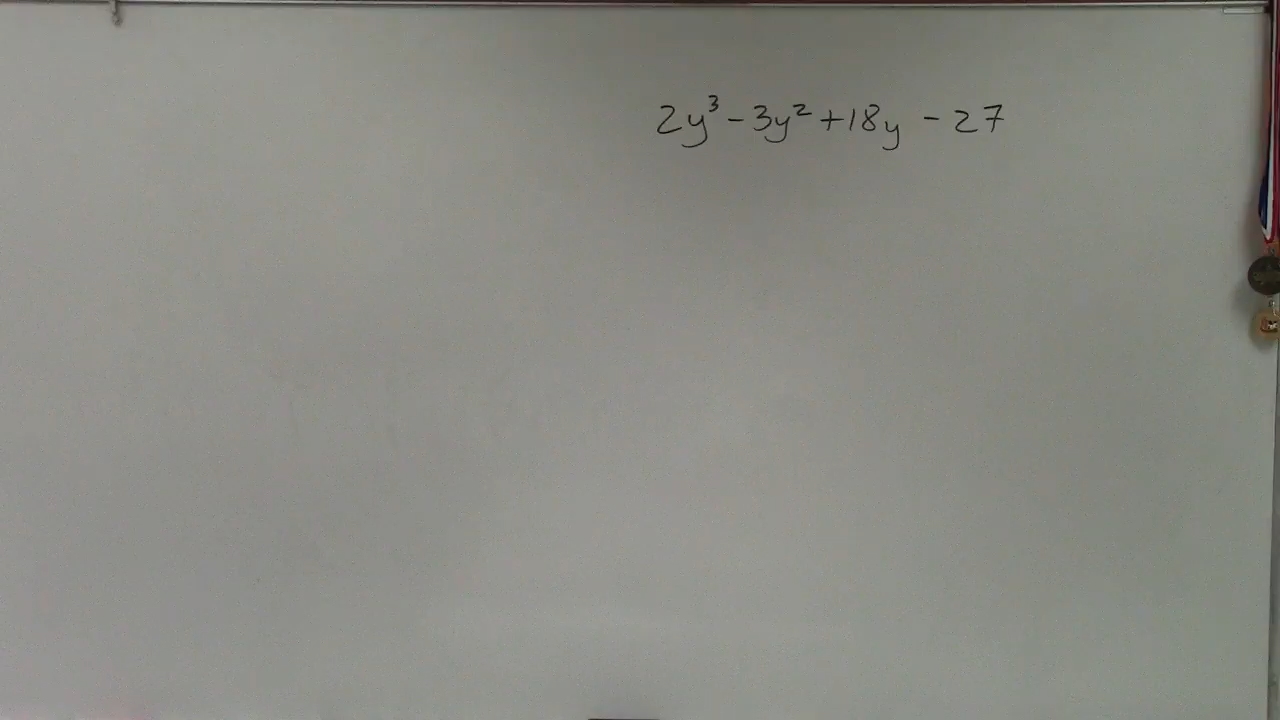 2y³ - 3y² + 18y - 27